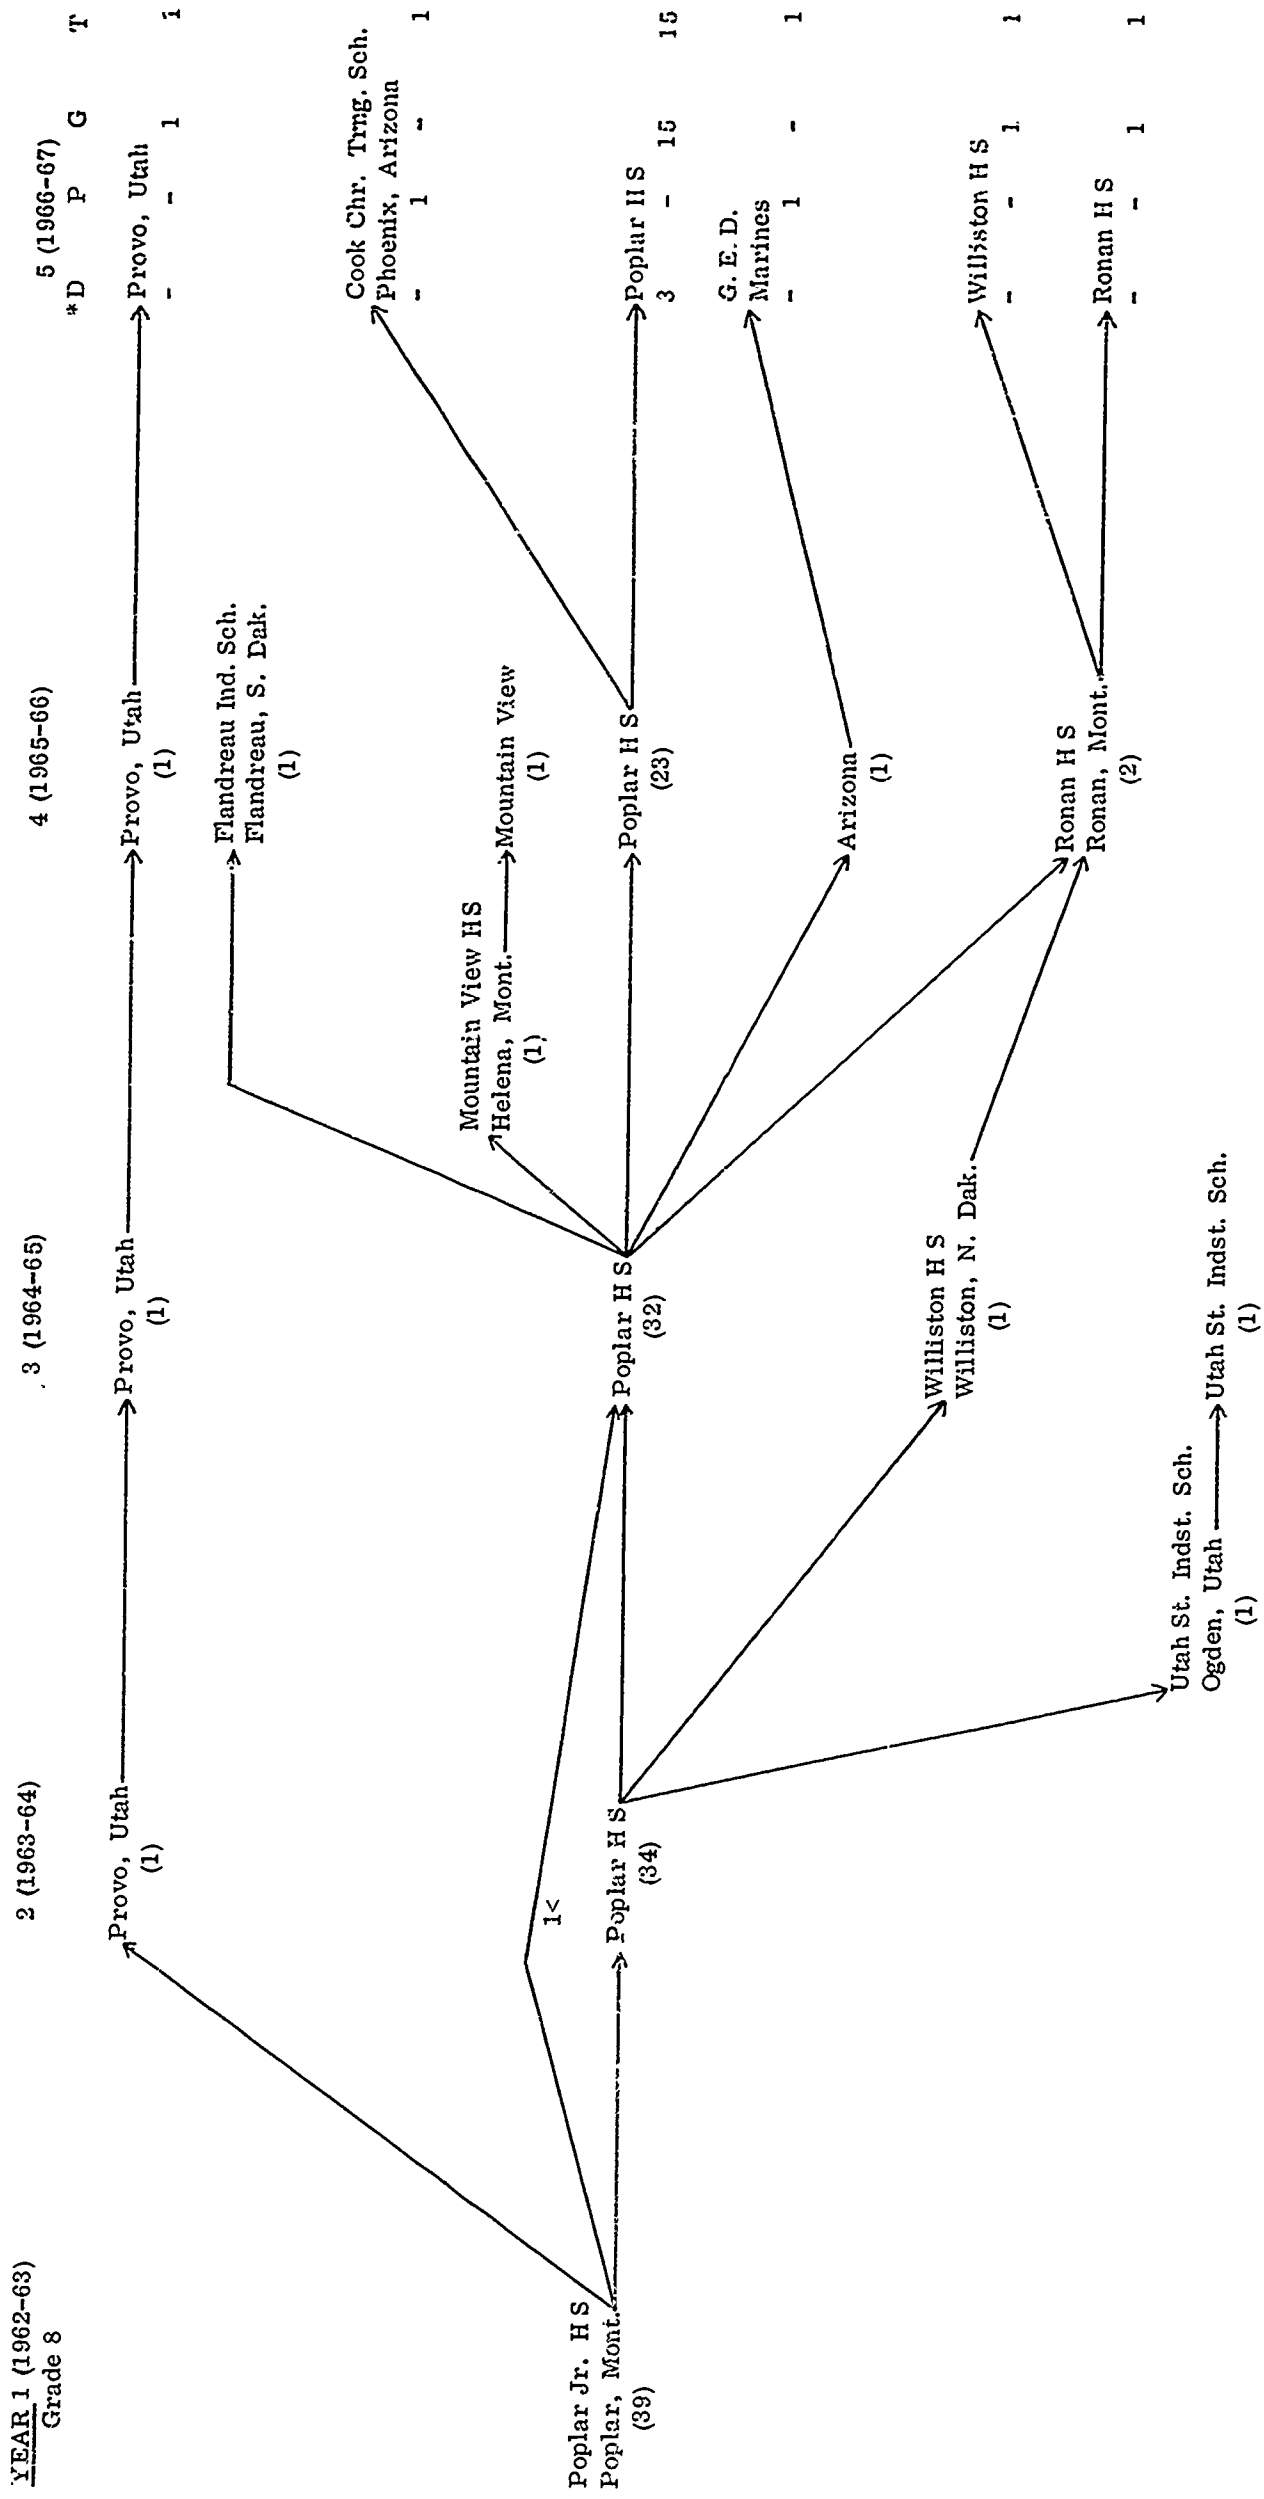 YEAR 1 (1962-63)
Grade 8
2 (1963-64)
3 (1964-65)
4 (1965-66)
5 (1966-67)
*D P G T
Provo, Utah
(1)
Provo, Utah
(1)
Provo, Utah
(1)
Provo, Utah
- - 1 1
Flandreau Ind. Sch.
Flandreau, S. Dak.
(1)
Cook Chr. Trng. Sch.
Phoenix, Arizona
- 1 - 1
Mountain View HS
Helena, Mont.
(1)
Mountain View
(1)
Poplar Jr. H S
Poplar, Mont.
(39)
1<
Poplar H S
(34)
Poplar H S
(32)
Poplar H S
(23)
Poplar H S
3 - 15 15
Arizona
(1)
G. E. D.
Marines
- 1 - 1
Williston H S
Williston, N. Dak.
(1)
Ronan H S
Ronan, Mont.
(2)
Williston H S
- - 1 1
Ronan H S
- - 1 1
Utah St. Indst. Sch.
Ogden, Utah
(1)
Utah St. Indst. Sch.
(1)